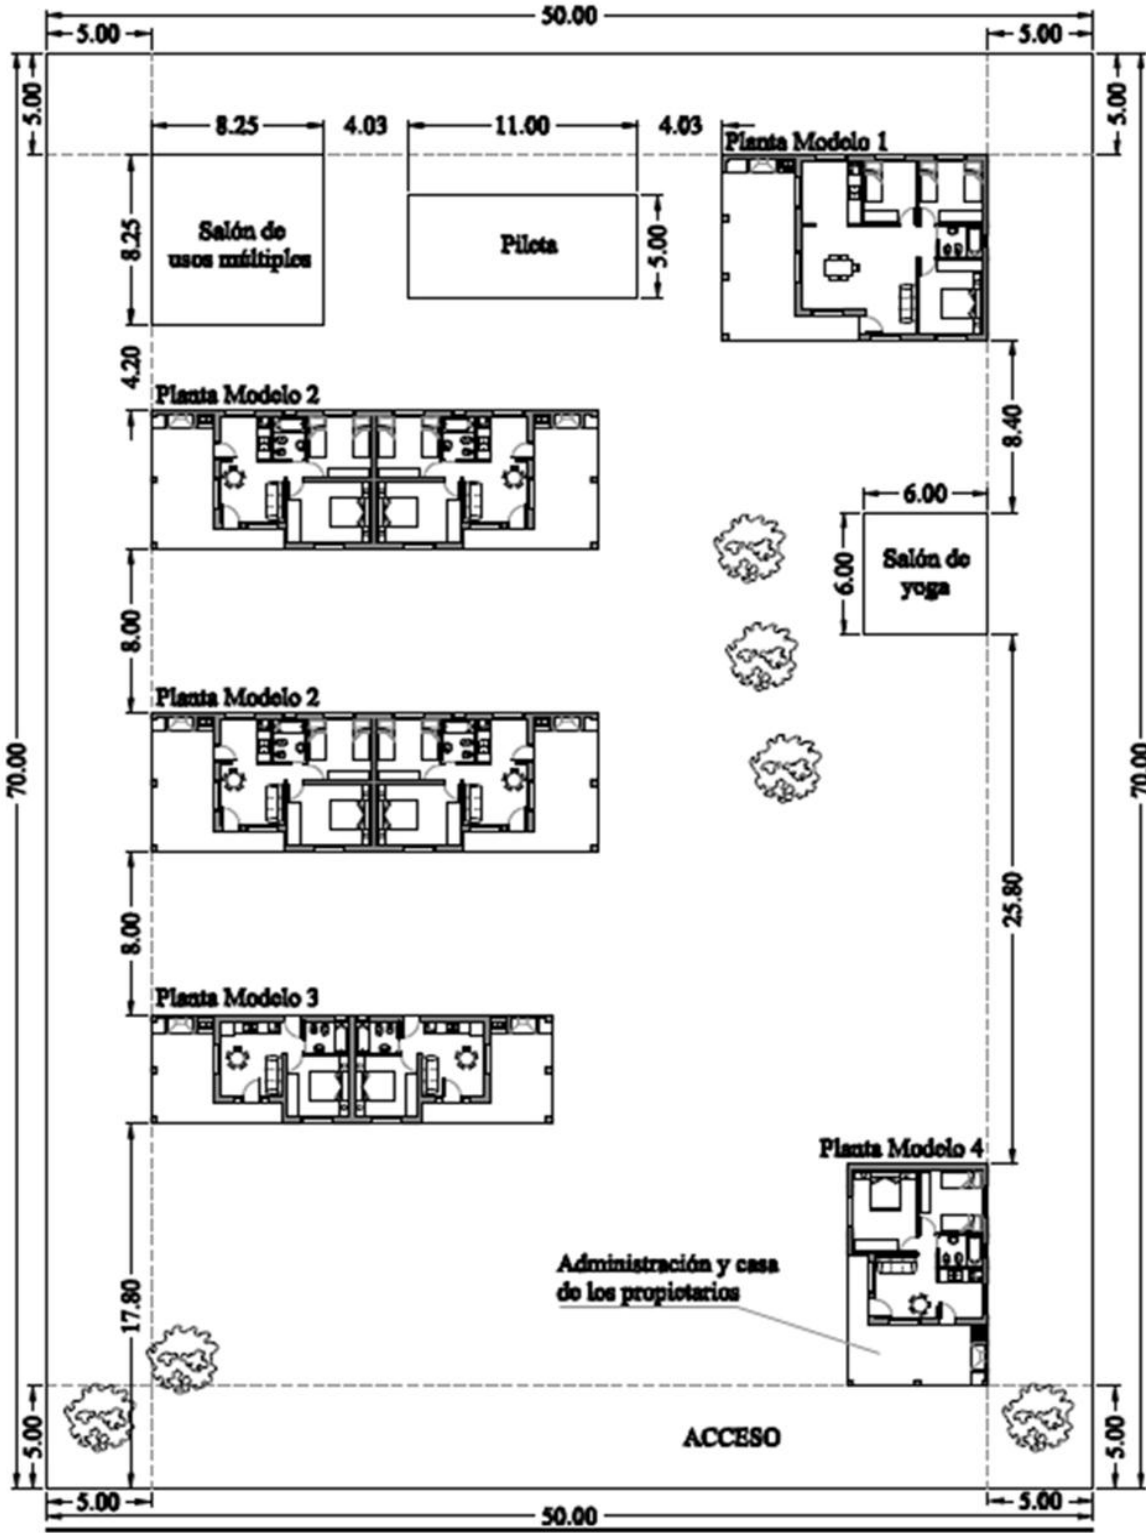 50.00
5.00
5.00
5.00
5.00
8.25
4.03
11.00
4.03
Planta Modelo 1
8.25
Salón de
usos múltiples
Pileta
5.00
4.20
Planta Modelo 2
8.40
6.00
6.00
Salón de
yoga
8.00
Planta Modelo 2
70.00
70.00
25.80
8.00
Planta Modelo 3
Planta Modelo 4
Administración y casa
de los propietarios
17.80
5.00
ACCESO
5.00
5.00
5.00
50.00